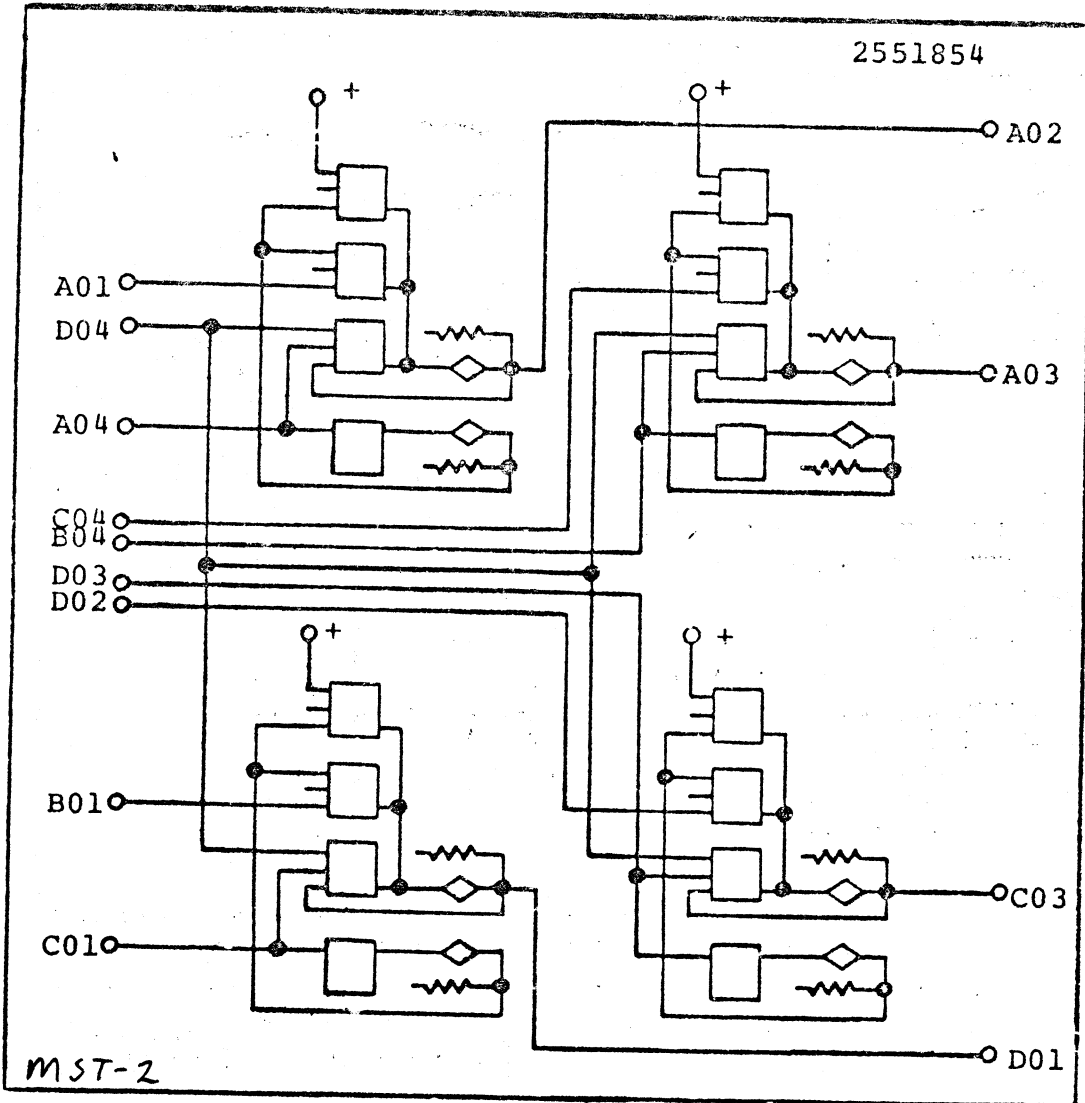 2551854
+
+
A02
A01
D04
A03
A04
C04
B04
D03
D02
+
+
B01
C03
C01
D01
MST-2